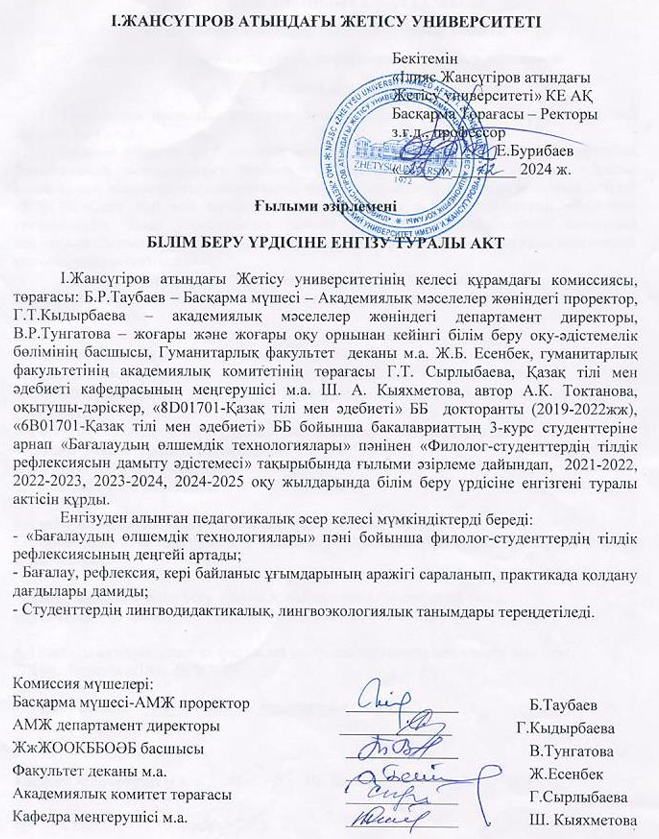 І.ЖАНСҮГІРОВ АТЫНДАҒЫ ЖЕТІСУ УНИВЕРСИТЕТІ
Бекітемін
«Ілияс Жансүгіров атындағы
Жетісу университеті» КЕ АҚ
Басқарма Төрағасы – Ректоры
з.ғ.д., профессор
Е.Бурибаев
2024 ж.
ZHETYSU UNIVERSITY
1972
Ғылыми әзірлемені
БІЛІМ БЕРУ ҮРДІСІНЕ ЕНГІЗУ ТУРАЛЫ АКТ
І.Жансүгіров атындағы Жетісу университетінің келесі құрамдағы комиссиясы,
төрағасы: Б.Р.Таубаев – Басқарма мүшесі – Академиялық мәселелер жөніндегі проректор,
Г.Т.Кыдырбаева – академиялық мәселелер жөніндегі департамент директоры,
В.Р.Тунгатова – жоғары және жоғары оқу орнынан кейінгі білім беру оқу-әдістемелік
бөлімінің басшысы, Гуманитарлық факультет деканы м.а. Ж.Б. Есенбек, гуманитарлық
факультетінің академиялық комитетінің төрағасы Г.Т. Сырлыбаева, Қазақ тілі мен
әдебиеті кафедрасының меңгерушісі м.а. Ш. А. Кыяхметова, автор А.К. Токтанова,
оқытушы-дәріскер, «8D01701-Қазақ тілі мен әдебиеті» ББ докторанты (2019-2022жж),
«6B01701-Қазақ тілі мен әдебиеті» ББ бойынша бакалавриаттың 3-курс студенттеріне
арнап «Бағалаудың өлшемдік технологиялары» пәнінен «Филолог-студенттердің тілдік
рефлексиясын дамыту әдістемесі» тақырыбында ғылыми әзірлеме дайындап, 2021-2022,
2022-2023, 2023-2024, 2024-2025 оқу жылдарында білім беру үрдісіне енгізгені туралы
актісін құрды.
Енгізуден алынған педагогикалық әсер келесі мүмкіндіктерді береді:
- «Бағалаудың өлшемдік технологиялары» пәні бойынша филолог-студенттердің тілдік
рефлексиясының деңгейі артады;
- Бағалау, рефлексия, кері байланыс ұғымдарының аражігі сараланып, практикада қолдану
дағдылары дамиды;
- Студенттердің лингводидактикалық, лингвоэкологиялық танымдары тереңдетіледі.
Комиссия мүшелері:
Басқарма мүшесі-АМЖ проректор Б.Таубаев
АМЖ департамент директоры Г.Кыдырбаева
ЖжЖООКББОӘБ басшысы В.Тунгатова
Факультет деканы м.а. Ж.Есенбек
Академиялық комитет төрағасы Г.Сырлыбаева
Кафедра меңгерушісі м.а. Ш. Кыяхметова